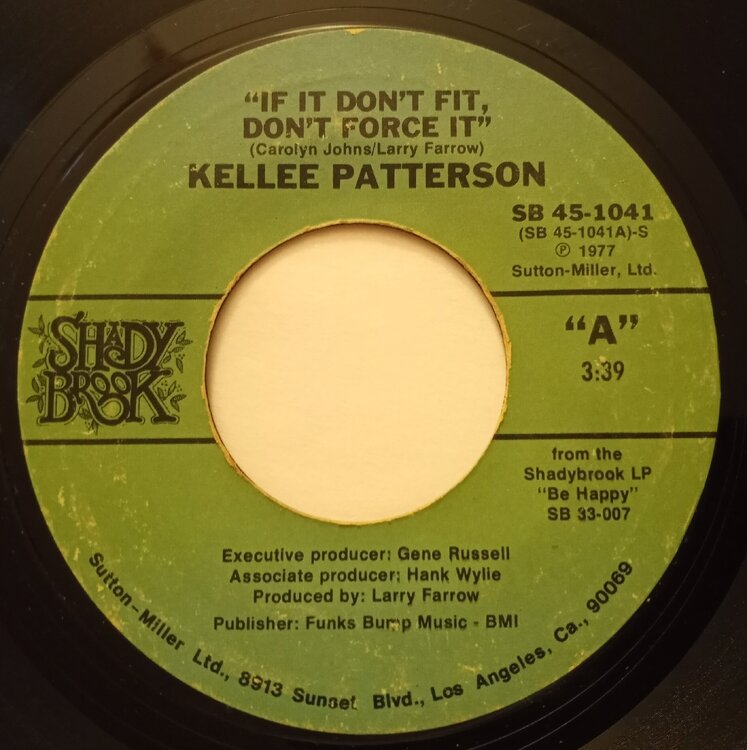 "IF IT DON'T FIT,
DON'T FORCE IT"
(Carolyn Johns/Larry Farrow)
KELLEE PATTERSON
SB 45-1041
(SB 45-1041A)-S
Ⓟ 1977
Sutton-Miller, Ltd.
SHADY
BROOK
"A"
3:39
from the
Shadybrook LP
"Be Happy"
SB 33-007
Executive producer: Gene Russell
Associate producer: Hank Wylie
Produced by: Larry Farrow
Publisher: Funks Bump Music - BMI
Sutton-Miller Ltd., 8913 Sunset Blvd., Los Angeles, Ca., 90069